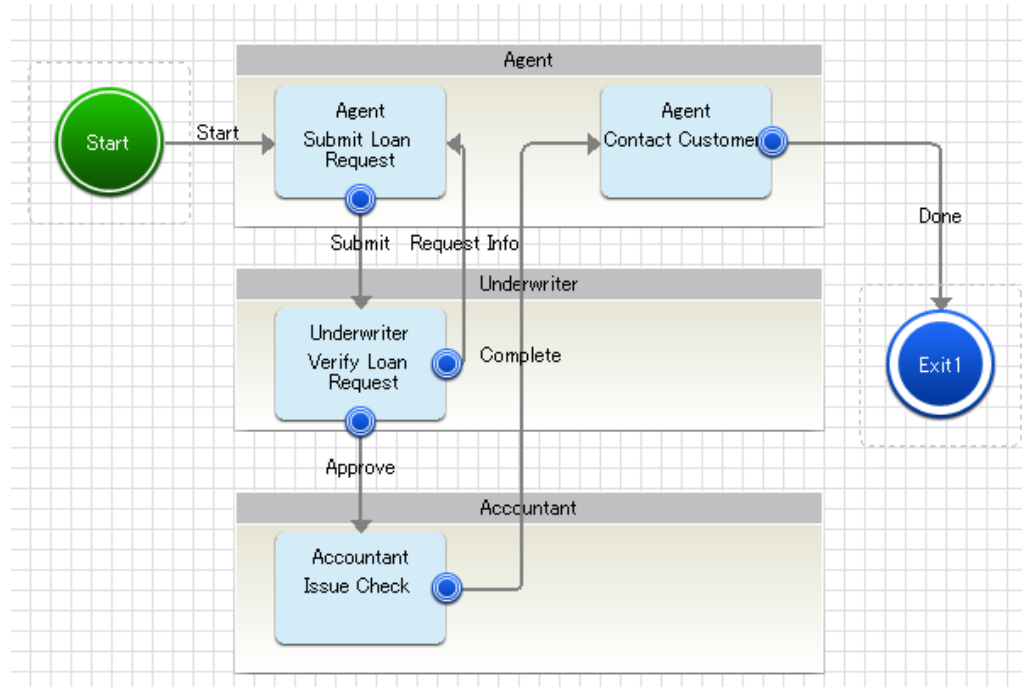 Agent
Start
Start
Agent
Submit Loan
Request
Agent
Contact Customer
Submit
Request Info
Done
Underwriter
Underwriter
Verify Loan
Request
Complete
Exit1
Approve
Accountant
Accountant
Issue Check